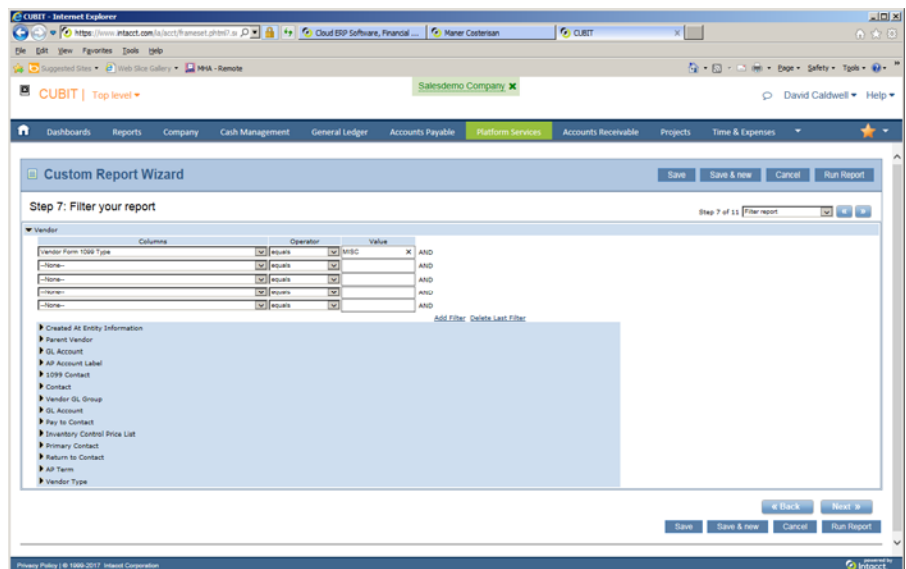 CUBIT - Internet Explorer
https://www.intacct.com/ia/acct/frameset.phtml?.s
Cloud ERP Software, Financial ...
Maner Costerisan
CUBIT
File Edit View Favorites Tools Help
Suggested Sites Web Slice Gallery MHA - Remote
Page Safety Tools
Salesdemo Company
CUBIT | Top level
David Caldwell Help
Dashboards Reports Company Cash Management General Ledger Accounts Payable Platform Services Accounts Receivable Projects Time & Expenses
Custom Report Wizard
Save Save & new Cancel Run Report
Step 7: Filter your report
Step 7 of 11 Filter report
Vendor
Columns Operator Value
Vendor Form 1099 Type equals MISC X AND
--None-- equals AND
--None-- equals AND
--None-- equals AND
--None-- equals AND
Add Filter Delete Last Filter
Created At Entity Information
Parent Vendor
GL Account
AP Account Label
1099 Contact
Contact
Vendor GL Group
GL Account
Pay to Contact
Inventory Control Price List
Primary Contact
Return to Contact
AP Term
Vendor Type
« Back Next »
Save Save & new Cancel Run Report
Privacy Policy | © 1999-2017 Intacct Corporation
powered by
Intacct